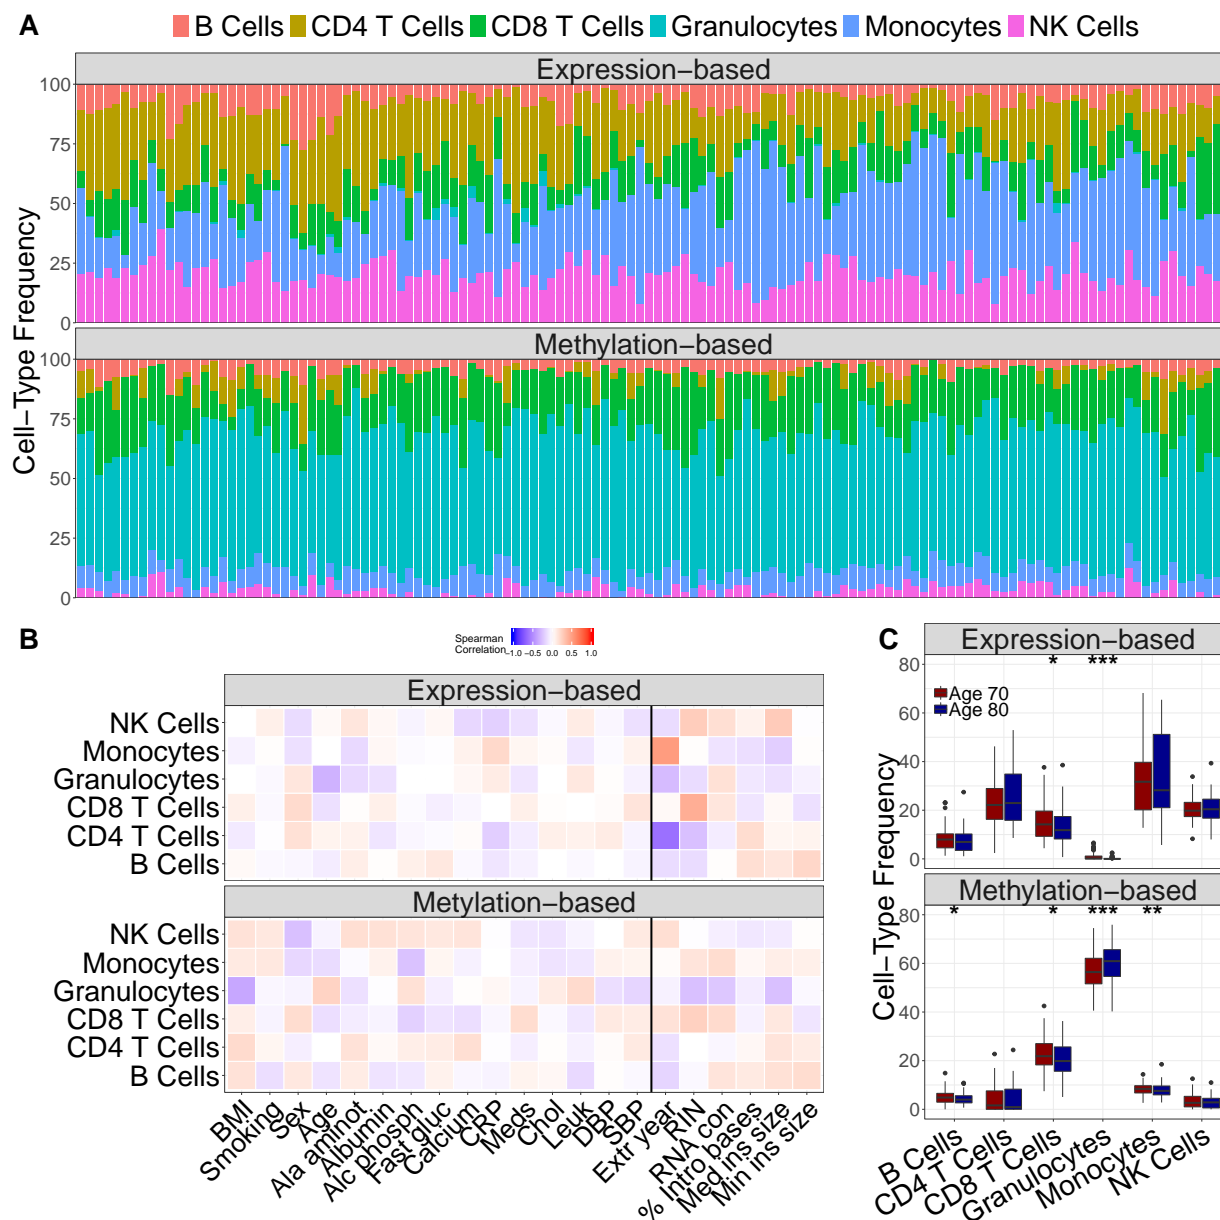 A
B Cells CD4 T Cells CD8 T Cells Granulocytes Monocytes NK Cells
Expression−based
100
75
50
25
0
Methylation−based
100
75
50
25
0
Cell−Type Frequency
B
Spearman
Correlation
−1.0 −0.5 0.0 0.5 1.0
Expression−based
NK Cells
Monocytes
Granulocytes
CD8 T Cells
CD4 T Cells
B Cells
Metylation−based
NK Cells
Monocytes
Granulocytes
CD8 T Cells
CD4 T Cells
B Cells
BMI
Smoking
Sex
Age
Ala aminot
Albumin
Alc phosph
Fast gluc
Calcium
CRP
Meds
Chol
Leuk
DBP
SBP
Extr year
RIN
RNA con
% Intro bases
Med ins size
Min ins size
C
Expression−based
80
60
40
20
0
* ***
Age 70
Age 80
Methylation−based
80
60
40
20
0
* * *** **
Cell−Type Frequency
B Cells
CD4 T Cells
CD8 T Cells
Granulocytes
Monocytes
NK Cells